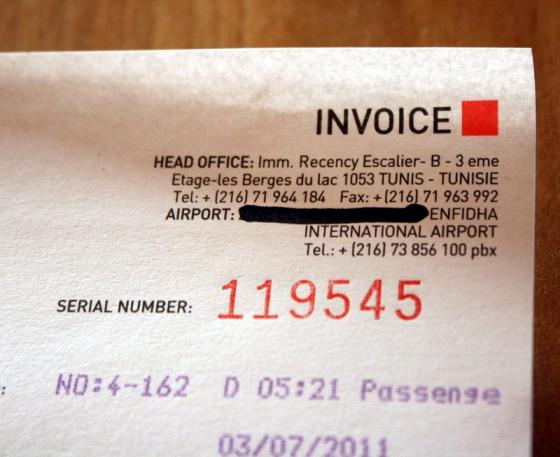 INVOICE
HEAD OFFICE: Imm. Recency Escalier- B - 3 eme
Etage-les Berges du lac 1053 TUNIS - TUNISIE
Tel: + (216) 71 964 184 Fax: + (216) 71 963 992
AIRPORT: ENFIDHA
INTERNATIONAL AIRPORT
Tel.: + (216) 73 856 100 pbx
SERIAL NUMBER: 119545
: NO:4-162 D 05:21 Passenge
03/07/2011